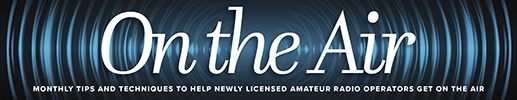 On the Air
MONTHLY TIPS AND TECHNIQUES TO HELP NEWLY LICENSED AMATEUR RADIO OPERATORS GET ON THE AIR